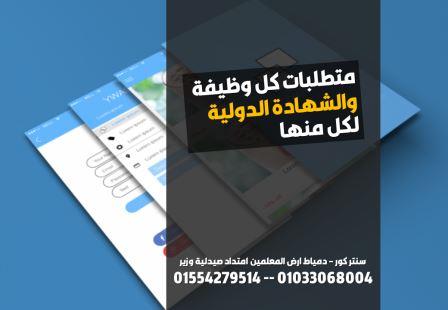 متطلبات كل وظيفة
والشهادة الدولية
لكل منها
سنتر كور - دمياط ارض المعلمين امتداد صيدلية وزير
01554279514 -- 01033068004